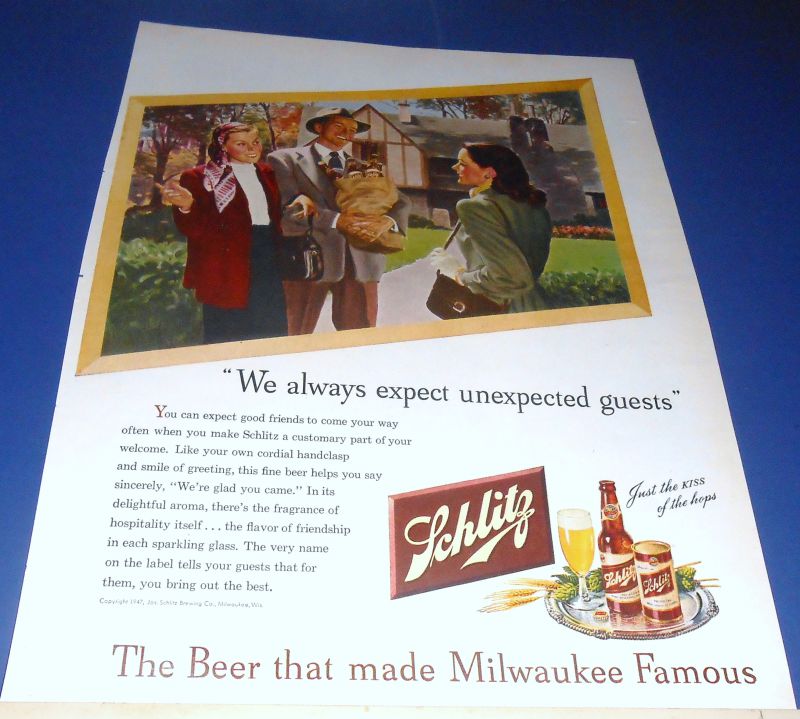 "We always expect unexpected guests"
You can expect good friends to come your way
often when you make Schlitz a customary part of your
welcome. Like your own cordial handclasp
and smile of greeting, this fine beer helps you say
sincerely, "We're glad you came." In its
delightful aroma, there's the fragrance of
hospitality itself . . . the flavor of friendship
in each sparkling glass. The very name
on the label tells your guests that for
them, you bring out the best.
Copyright 1947, Jos. Schlitz Brewing Co., Milwaukee, Wis.
Schlitz
Just the KISS
of the hops
Schlitz
Schlitz
The Beer that made Milwaukee Famous